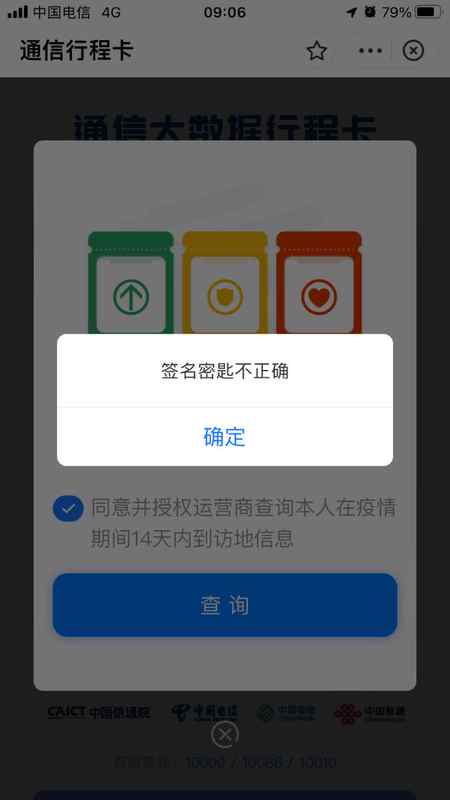 中国电信 4G 09:06 79%
通信行程卡
通信大数据行程卡
签名密匙不正确
确定
同意并授权运营商查询本人在疫情
期间14天内到访地信息
查询
CAICT 中国信通院 中国电信 中国移动 中国联通
10000 / 10086 / 10010